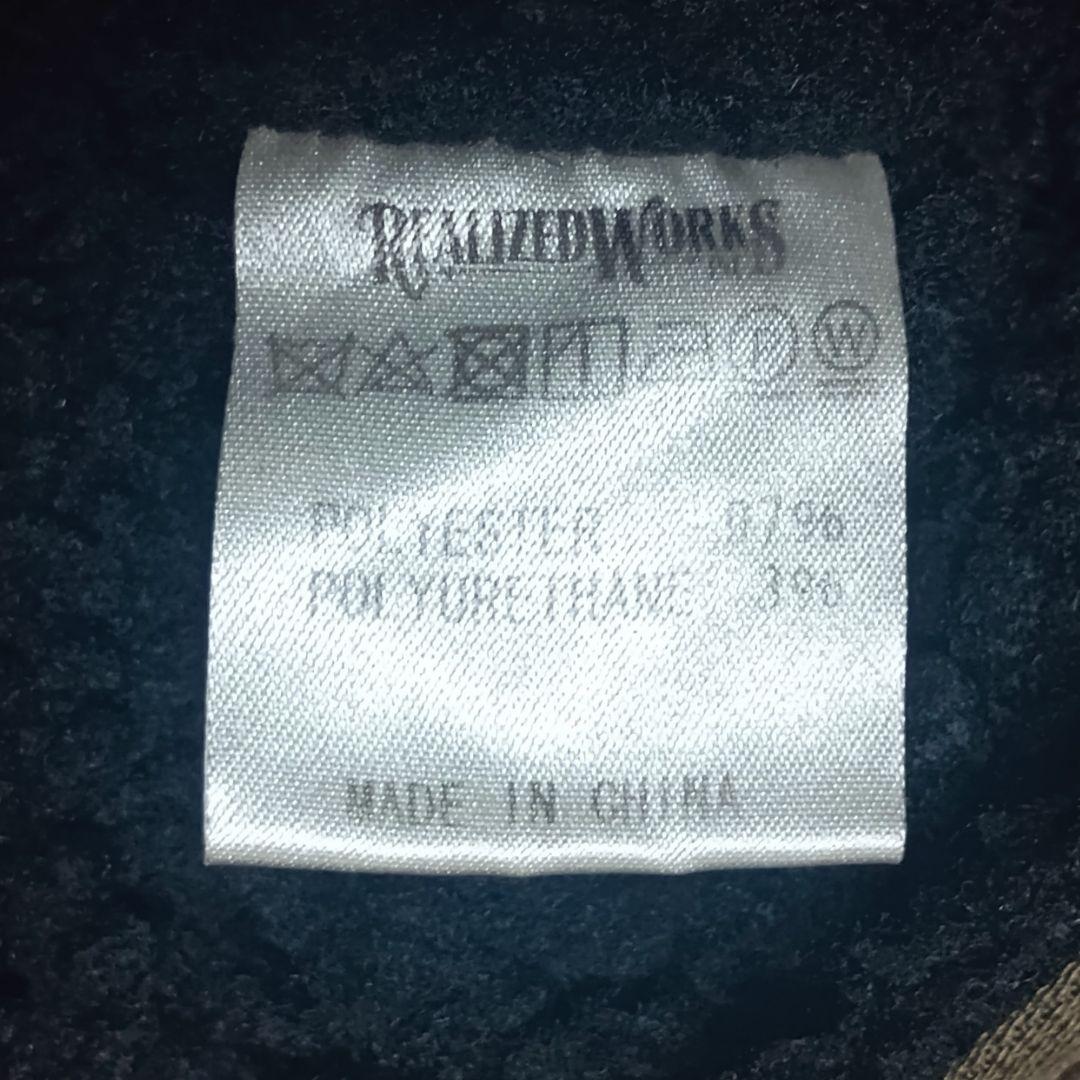 REALIZEDWORKS
W
POLYESTER 97%
POLYURETHANE 3%
MADE IN CHINA